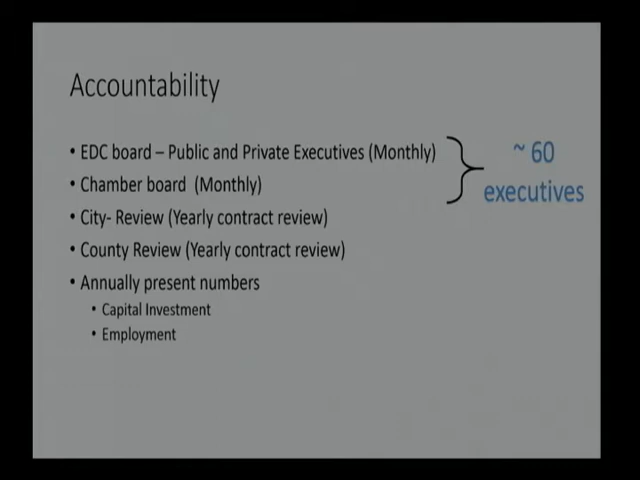 Accountability
• EDC board – Public and Private Executives (Monthly)
• Chamber board (Monthly)
~ 60
executives
• City- Review (Yearly contract review)
• County Review (Yearly contract review)
• Annually present numbers
• Capital Investment
• Employment